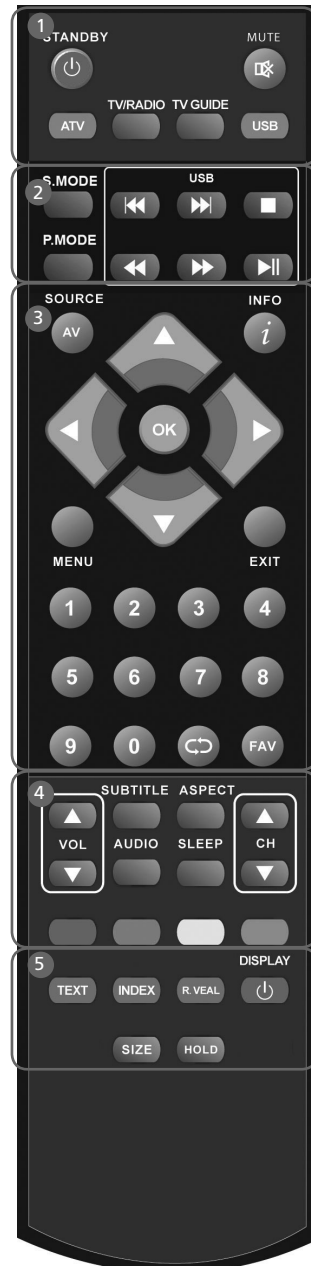 1
STANDBY MUTE
TV/RADIO TV GUIDE
ATV USB
2
S.MODE USB
P.MODE
SOURCE INFO
3
AV i
OK
MENU EXIT
1 2 3 4
5 6 7 8
9 0 FAV
4
SUBTITLE ASPECT
VOL AUDIO SLEEP CH
5
DISPLAY
TEXT INDEX R.VEAL
SIZE HOLD